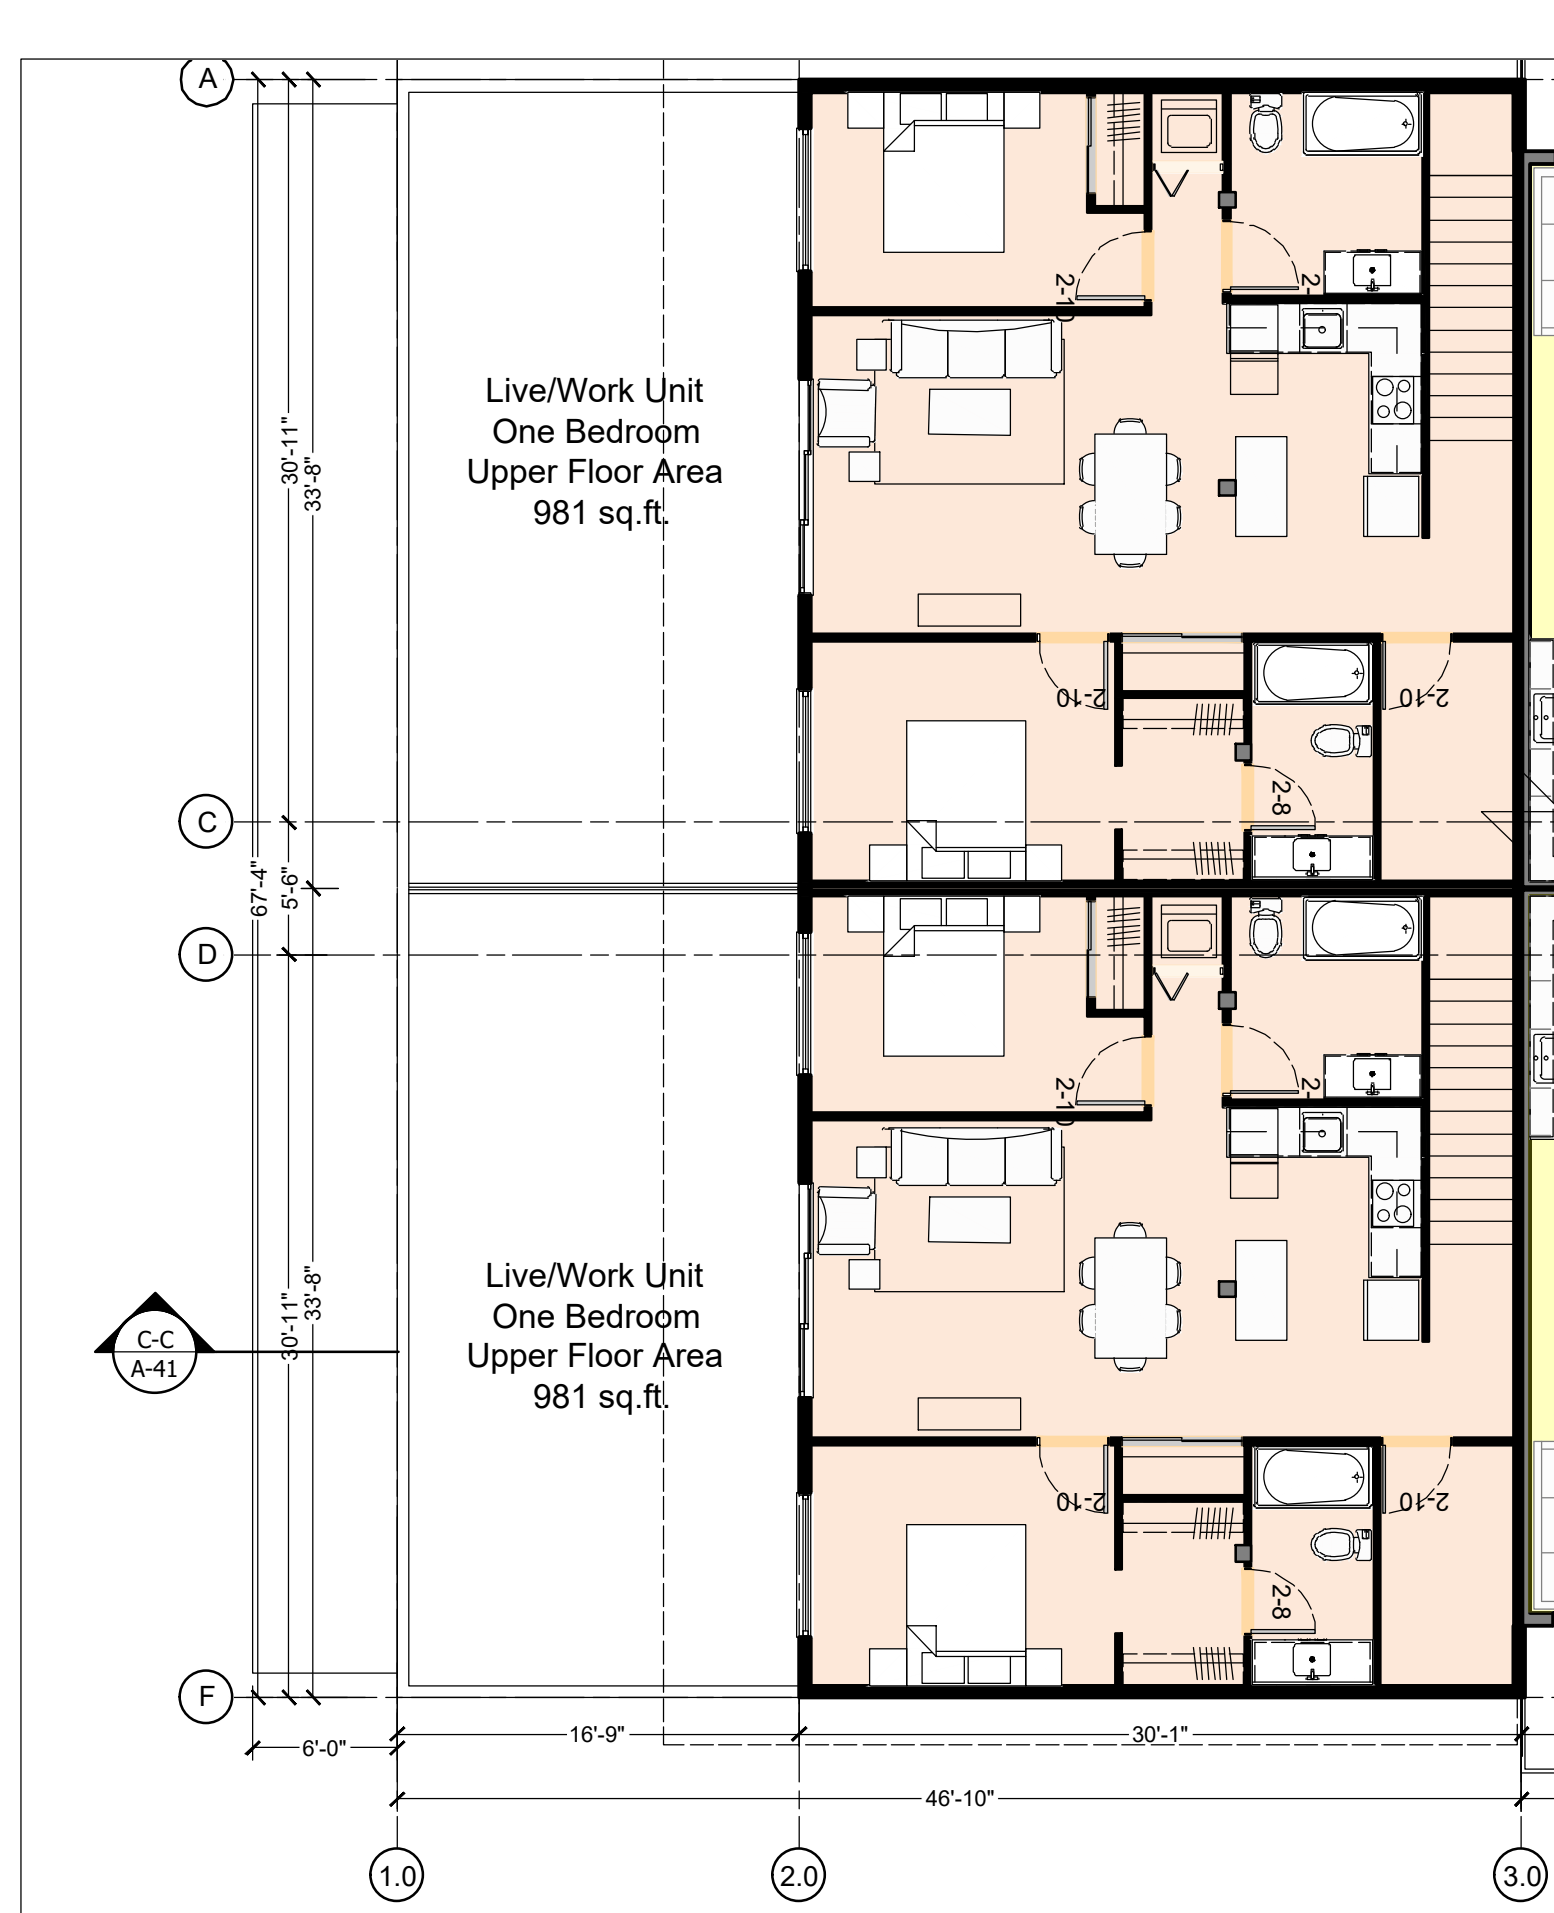 A
30'-11"
33'-8"
Live/Work Unit
One Bedroom
Upper Floor Area
981 sq.ft.
2-10
2-
2-10
2-10
2-8
C
67'-4"
5'-6"
D
2-10
2-
30'-11"
33'-8"
Live/Work Unit
One Bedroom
Upper Floor Area
981 sq.ft.
C-C
A-41
2-10
2-10
2-8
F
6'-0"
16'-9"
30'-1"
46'-10"
1.0
2.0
3.0